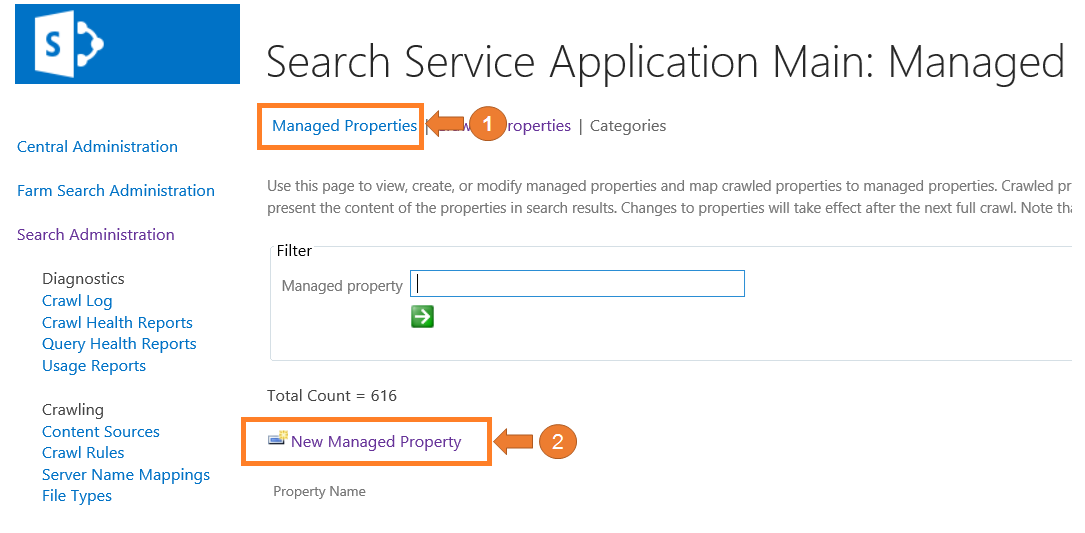 S
Search Service Application Main: Managed
Managed Properties | Properties | Categories
1
Central Administration
Farm Search Administration
Search Administration
Diagnostics
Crawl Log
Crawl Health Reports
Query Health Reports
Usage Reports
Crawling
Content Sources
Crawl Rules
Server Name Mappings
File Types
Use this page to view, create, or modify managed properties and map crawled properties to managed properties. Crawled pr
present the content of the properties in search results. Changes to properties will take effect after the next full crawl. Note tha
Filter
Managed property
Total Count = 616
New Managed Property
2
Property Name